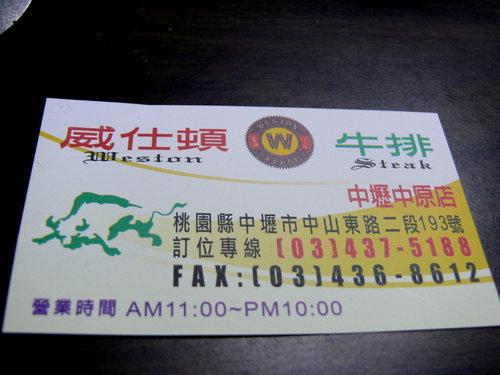 威仕頓 W 牛排
Weston Steak
中壢中原店
桃園縣中壢市中山東路二段193號
訂位專線 (03)437-5188
FAX:(03)436-8612
營業時間 AM11:00~PM10:00